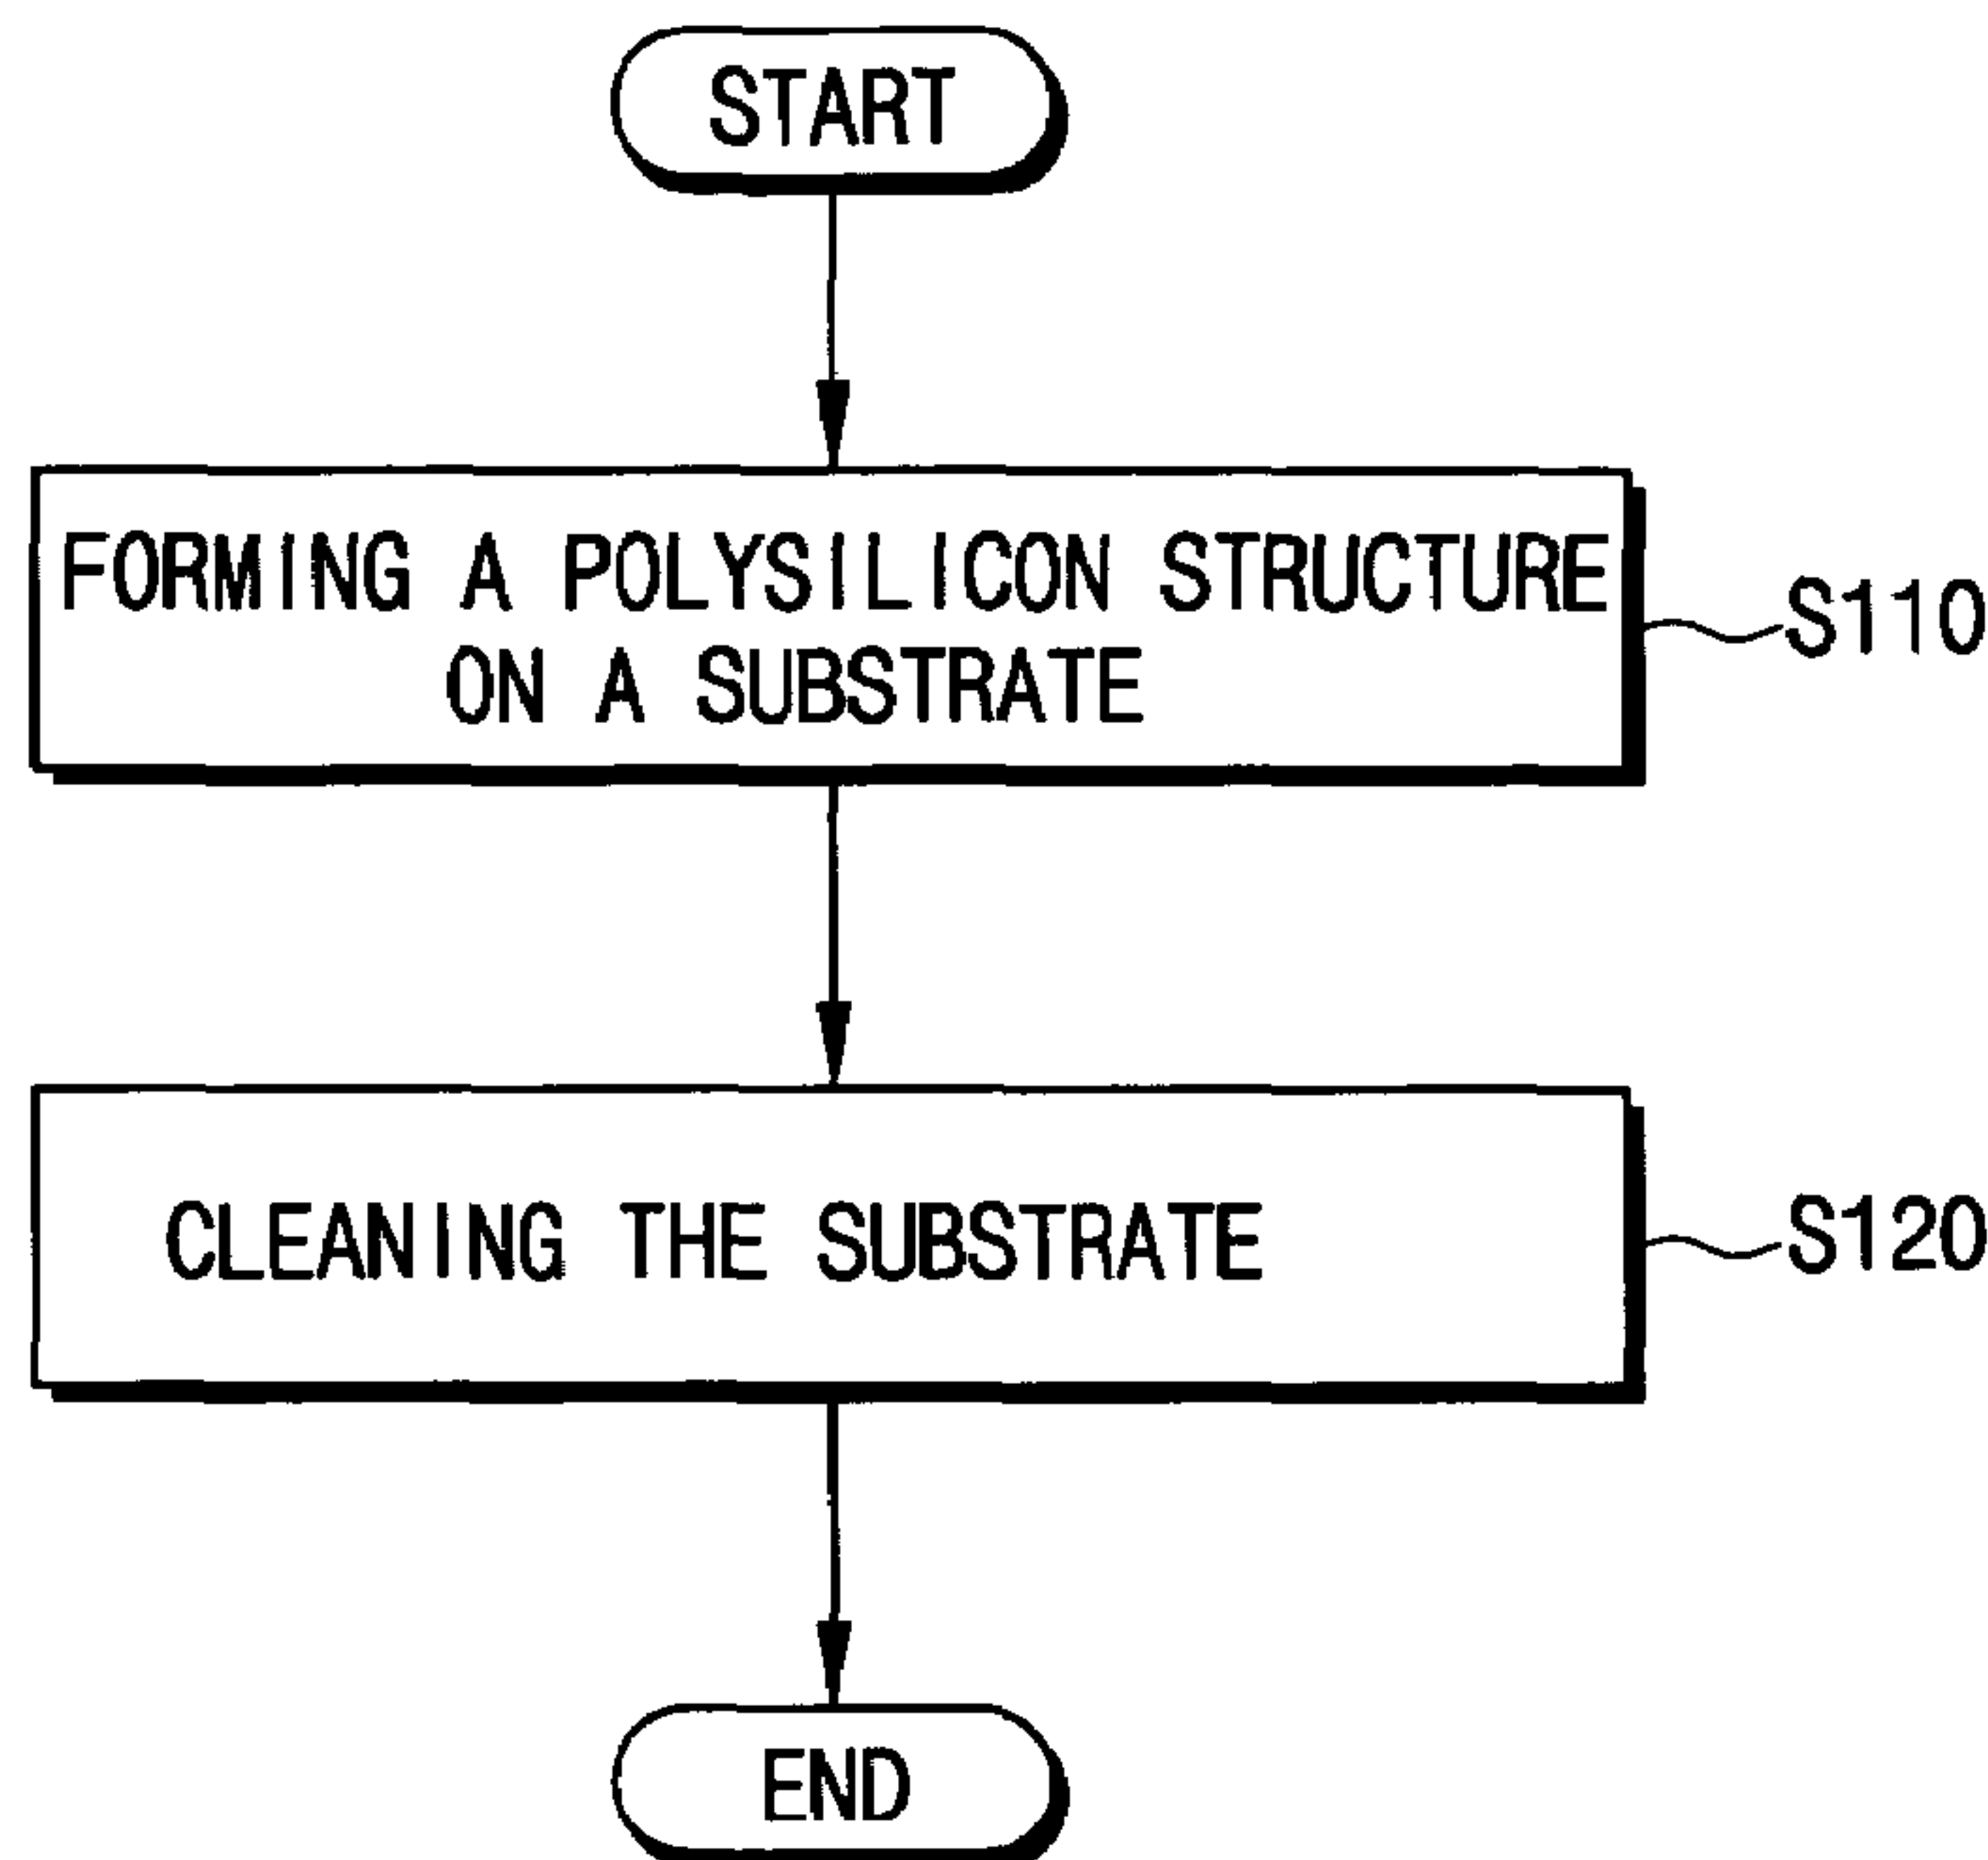 START
FORMING A POLYSILICON STRUCTURE
ON A SUBSTRATE
S110
CLEANING THE SUBSTRATE
S120
END